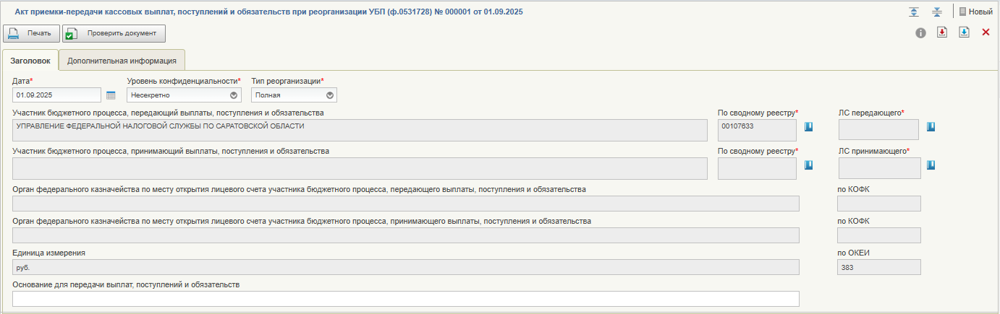 Акт приемки-передачи кассовых выплат, поступлений и обязательств при реорганизации УБП (ф.0531728) № 000001 от 01.09.2025
Новый
Печать
Проверить документ
Заголовок
Дополнительная информация
Дата*
Уровень конфиденциальности*
Тип реорганизации*
01.09.2025
Несекретно
Полная
Участник бюджетного процесса, передающий выплаты, поступления и обязательства
По сводному реестру*
ЛС передающего*
УПРАВЛЕНИЕ ФЕДЕРАЛЬНОЙ НАЛОГОВОЙ СЛУЖБЫ ПО САРАТОВСКОЙ ОБЛАСТИ
00107633
Участник бюджетного процесса, принимающий выплаты, поступления и обязательства
По сводному реестру*
ЛС принимающего*
Орган федерального казначейства по месту открытия лицевого счета участника бюджетного процесса, передающего выплаты, поступления и обязательства
по КОФК
Орган федерального казначейства по месту открытия лицевого счета участника бюджетного процесса, принимающего выплаты, поступления и обязательства
по КОФК
Единица измерения
по ОКЕИ
руб.
383
Основание для передачи выплат, поступлений и обязательств